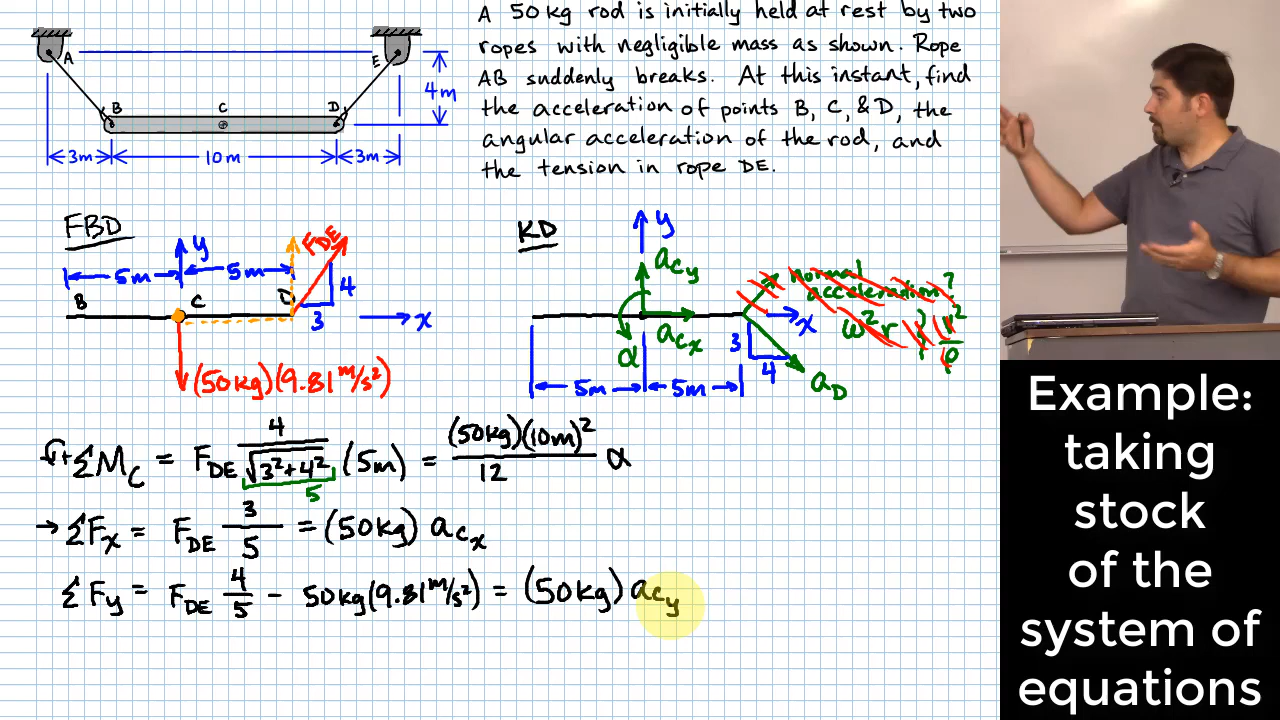 A 50 kg rod is initially held at rest by two
ropes with negligible mass as shown. Rope
AB suddenly breaks. At this instant, find
the acceleration of points B, C, & D, the
angular acceleration of the rod, and
the tension in rope DE.
A
E
B
C
D
4m
3m
10m
3m
FBD
y
5m
5m
FDE
B
C
D
4
3
x
(50kg)(9.81 m/s²)
KD
y
aCy
normal
acceleration?
ω²r
x
aCx
α
3
4
aD
5m
5m
+ΣMC = FDE 4/√(3²+4²) (5m) = (50kg)(10m)²/12 α
5
→ ΣFx = FDE 3/5 = (50kg) aCx
ΣFy = FDE 4/5 - 50kg(9.81 m/s²) = (50kg) aCy
Example:
taking
stock
of the
system of
equations